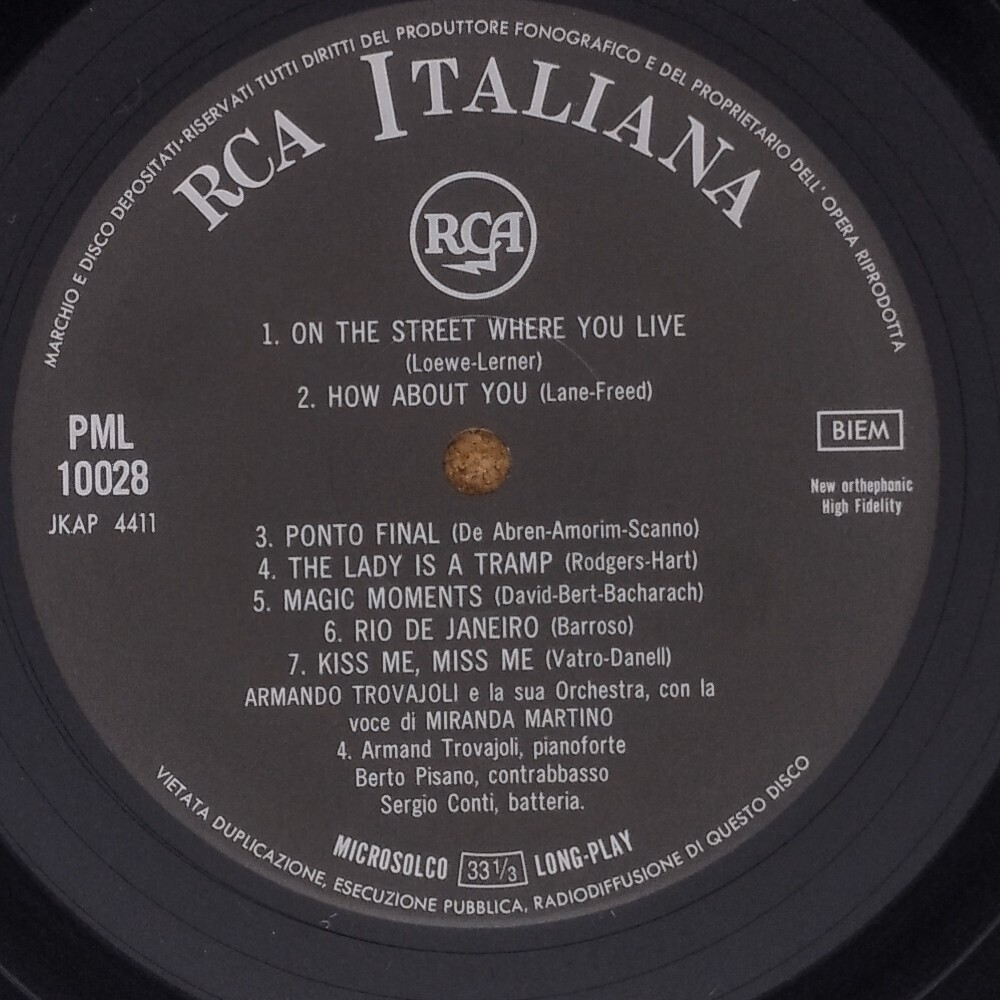 MARCHIO E DISCO DEPOSITATI•RISERVATI TUTTI DIRITTI DEL PRODUTTORE FONOGRAFICO E DEL PROPRIETARIO DELL' OPERA RIPRODOTTA
RCA ITALIANA
RCA
1. ON THE STREET WHERE YOU LIVE
(Loewe-Lerner)
2. HOW ABOUT YOU (Lane-Freed)
PML
10028
JKAP 4411
BIEM
New orthephonic
High Fidelity
3. PONTO FINAL (De Abren-Amorim-Scanno)
4. THE LADY IS A TRAMP (Rodgers-Hart)
5. MAGIC MOMENTS (David-Bert-Bacharach)
6. RIO DE JANEIRO (Barroso)
7. KISS ME, MISS ME (Vatro-Danell)
ARMANDO TROVAJOLI e la sua Orchestra, con la
voce di MIRANDA MARTINO
4. Armand Trovajoli, pianoforte
Berto Pisano, contrabbasso
Sergio Conti, batteria.
MICROSOLCO 33 1/3 LONG-PLAY
VIETATA DUPLICAZIONE, ESECUZIONE PUBBLICA, RADIODIFFUSIONE DI QUESTO DISCO